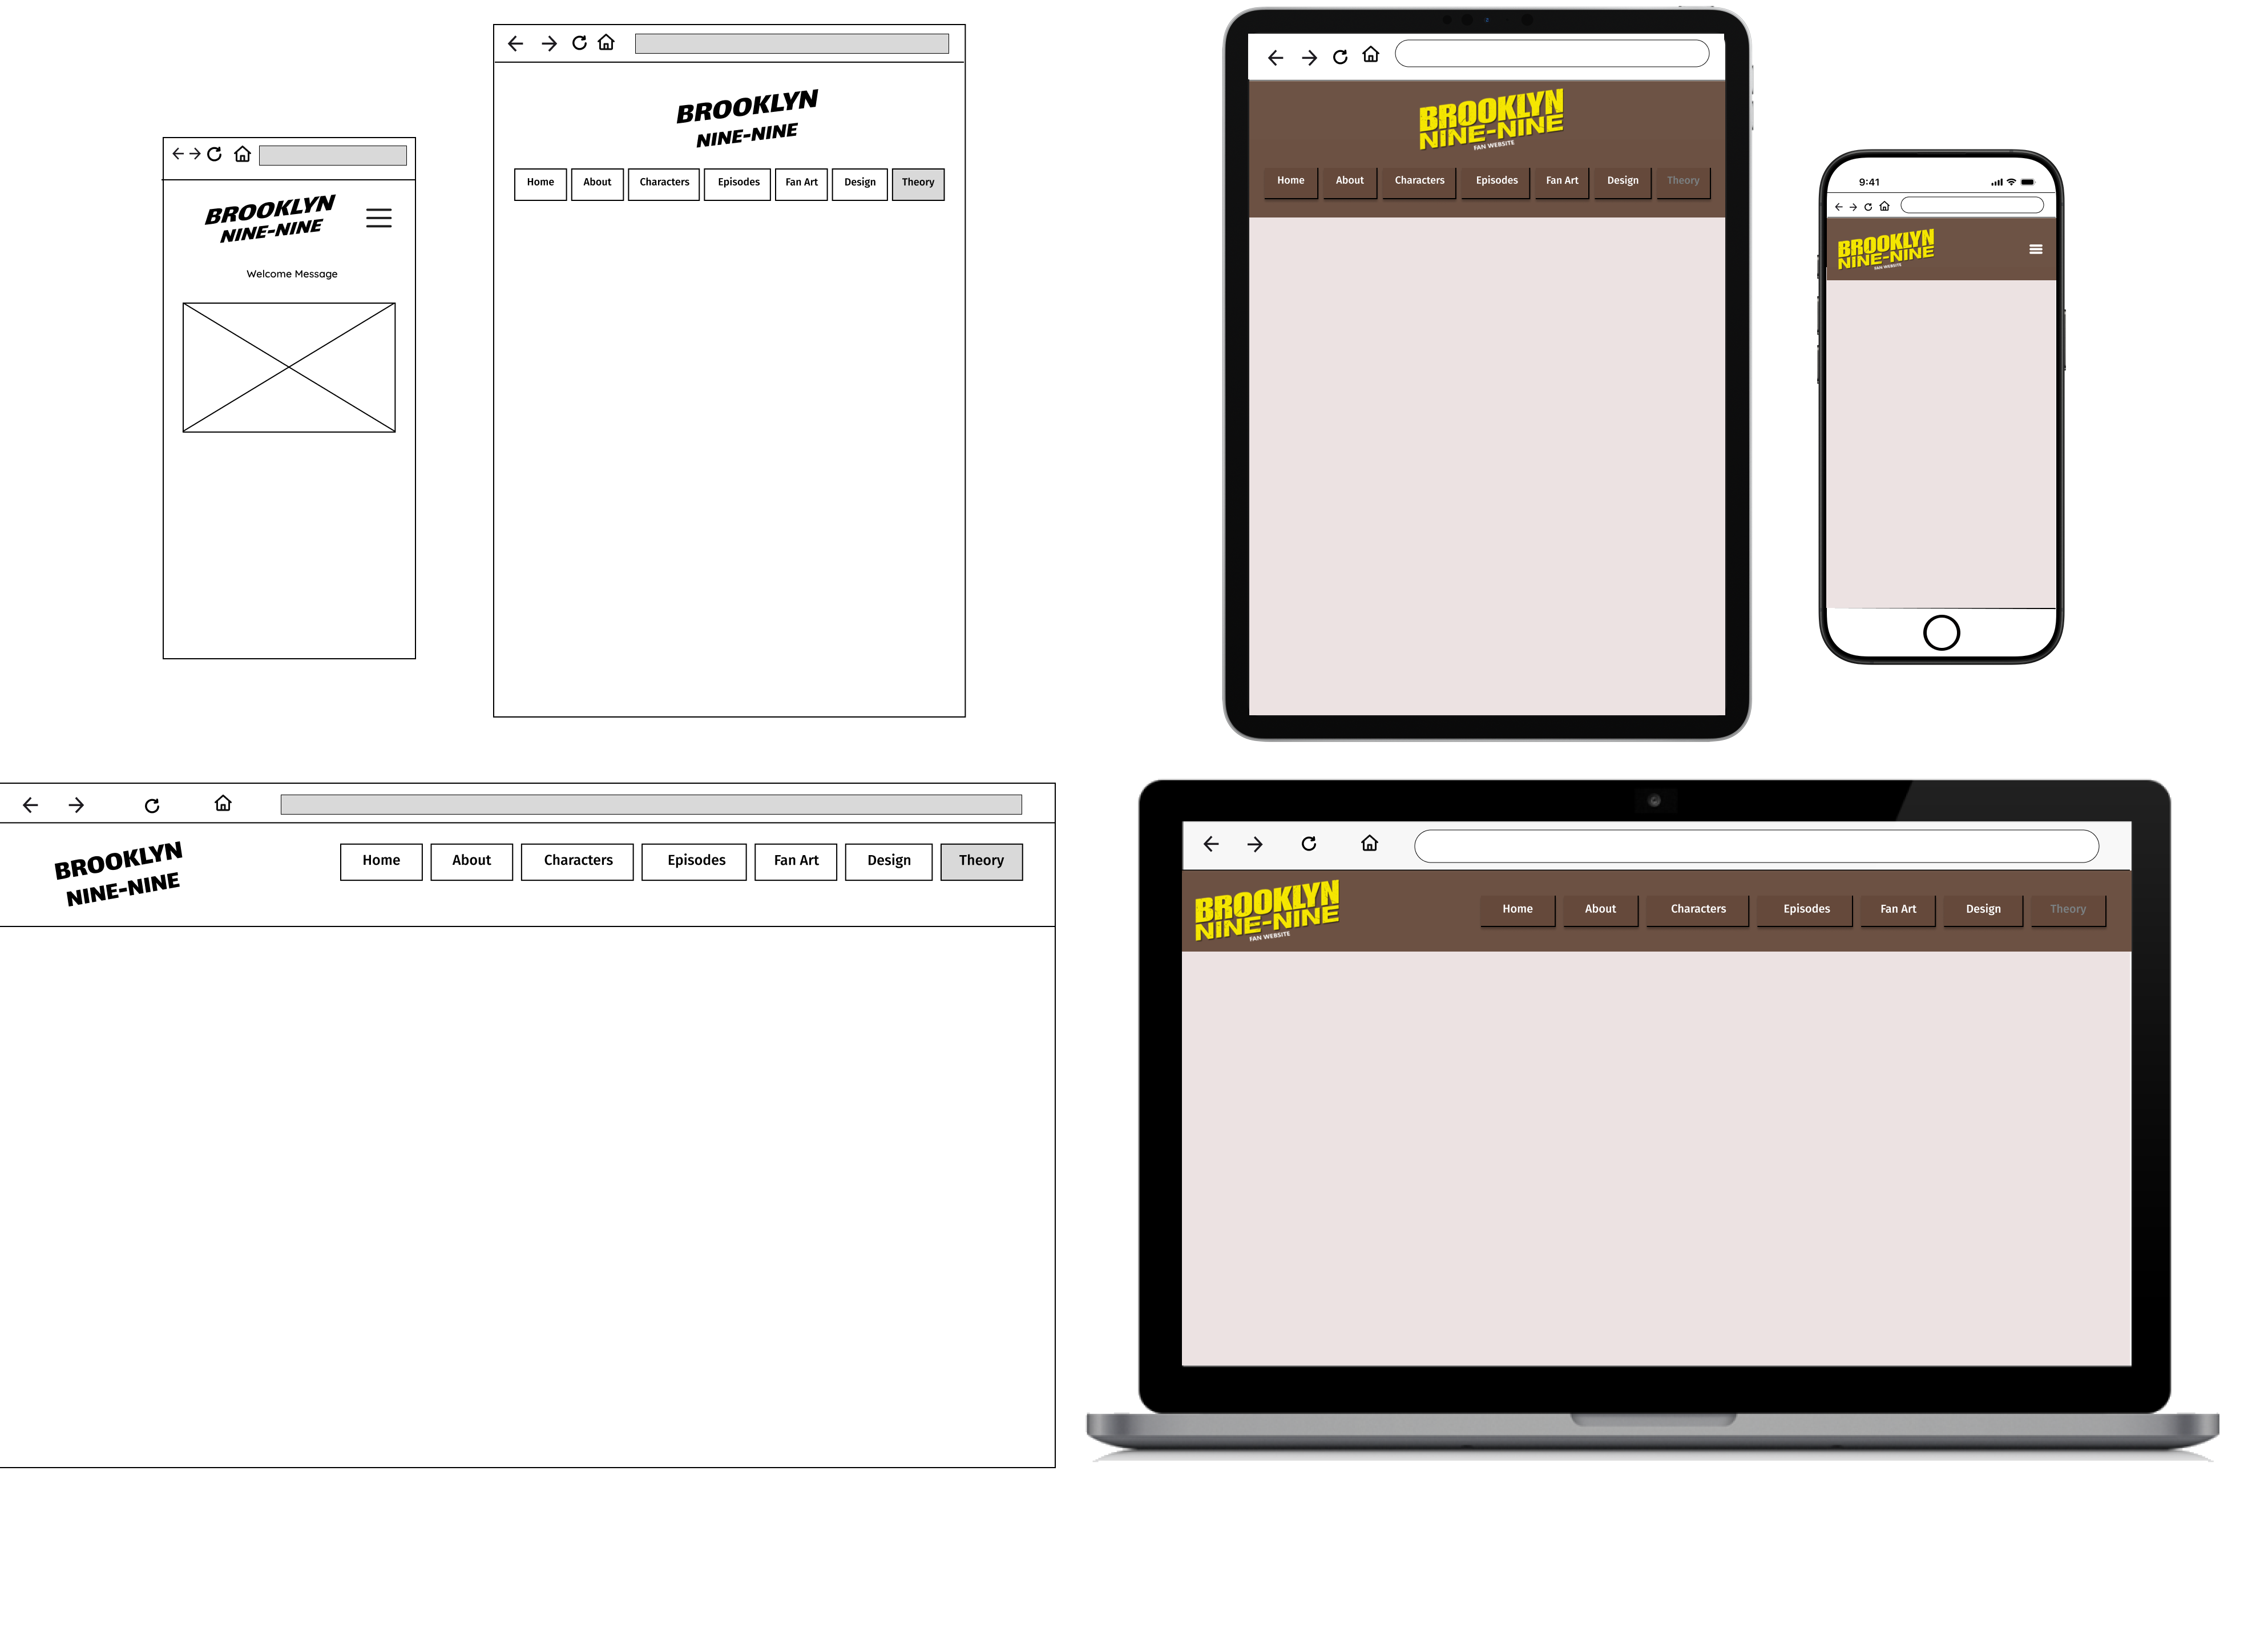 BROOKLYN
NINE-NINE
Welcome Message
BROOKLYN
NINE-NINE
Home About Characters Episodes Fan Art Design Theory
BROOKLYN
NINE-NINE
FAN WEBSITE
Home About Characters Episodes Fan Art Design Theory
9:41
BROOKLYN
NINE-NINE
FAN WEBSITE
BROOKLYN
NINE-NINE
Home About Characters Episodes Fan Art Design Theory
BROOKLYN
NINE-NINE
FAN WEBSITE
Home About Characters Episodes Fan Art Design Theory